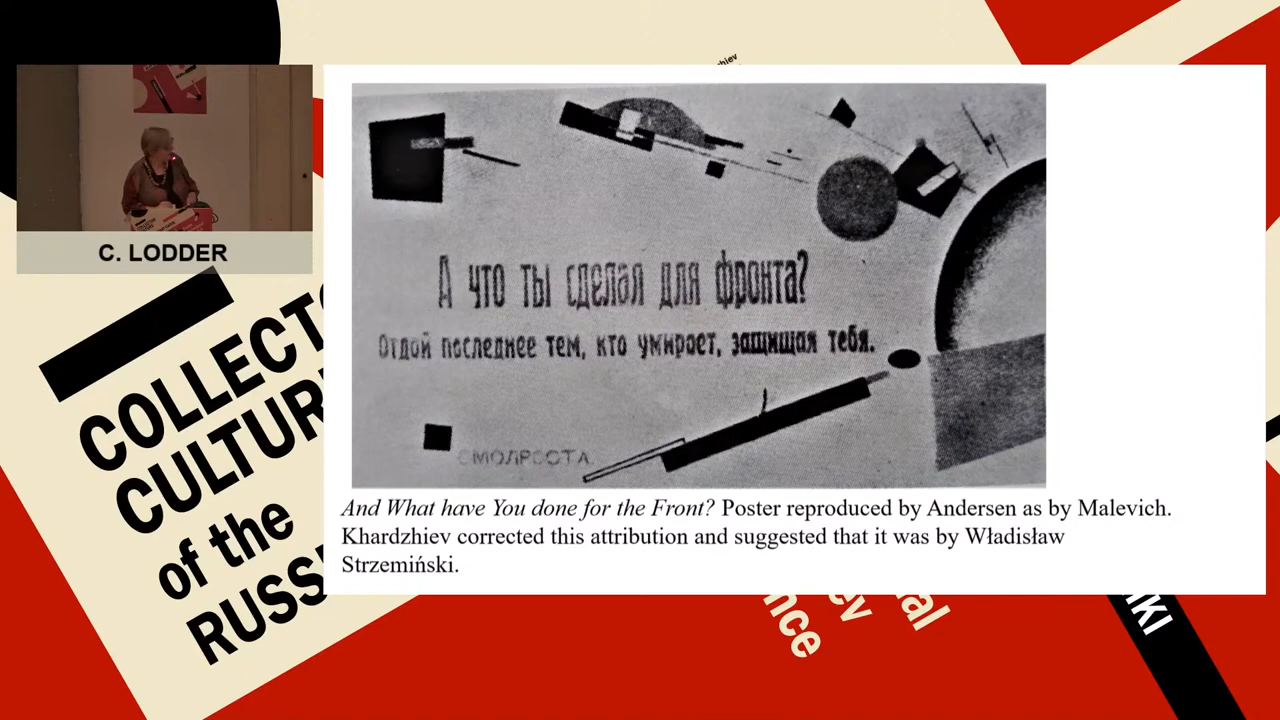 C. LODDER
COLLECT
CULTUR
of the
RUSS
А что ты сделал для фронта?
Отдай последнее тем, кто умирает, защищая тебя.
СМОЛРОСТА
And What have You done for the Front? Poster reproduced by Andersen as by Malevich.
Khardzhiev corrected this attribution and suggested that it was by Władisław
Strzemiński.